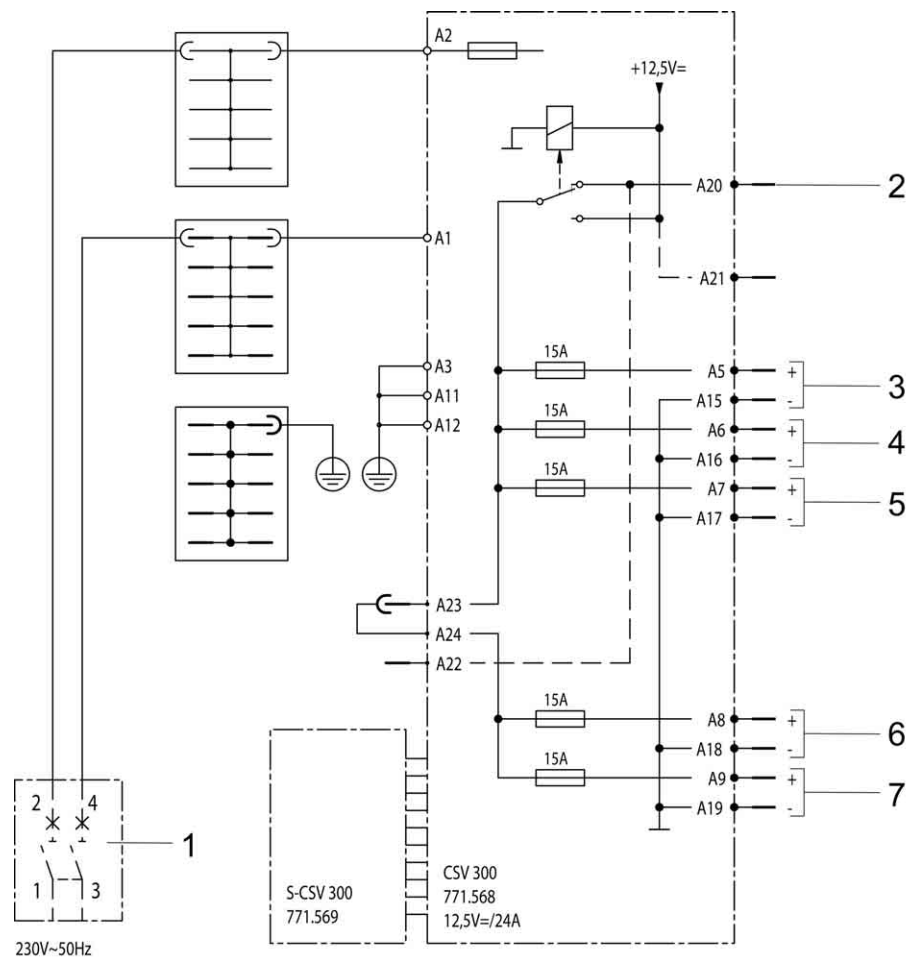 A2
+12,5V=
A20
2
A1
A21
15A
A3
A5
+
3
A11
A15
-
15A
A12
A6
+
4
A16
-
15A
A7
+
5
A17
-
A23
A24
A22
15A
A8
+
6
A18
-
15A
A9
+
7
A19
-
2
4
1
1
3
S-CSV 300
771.569
CSV 300
771.568
12,5V=/24A
230V~50Hz